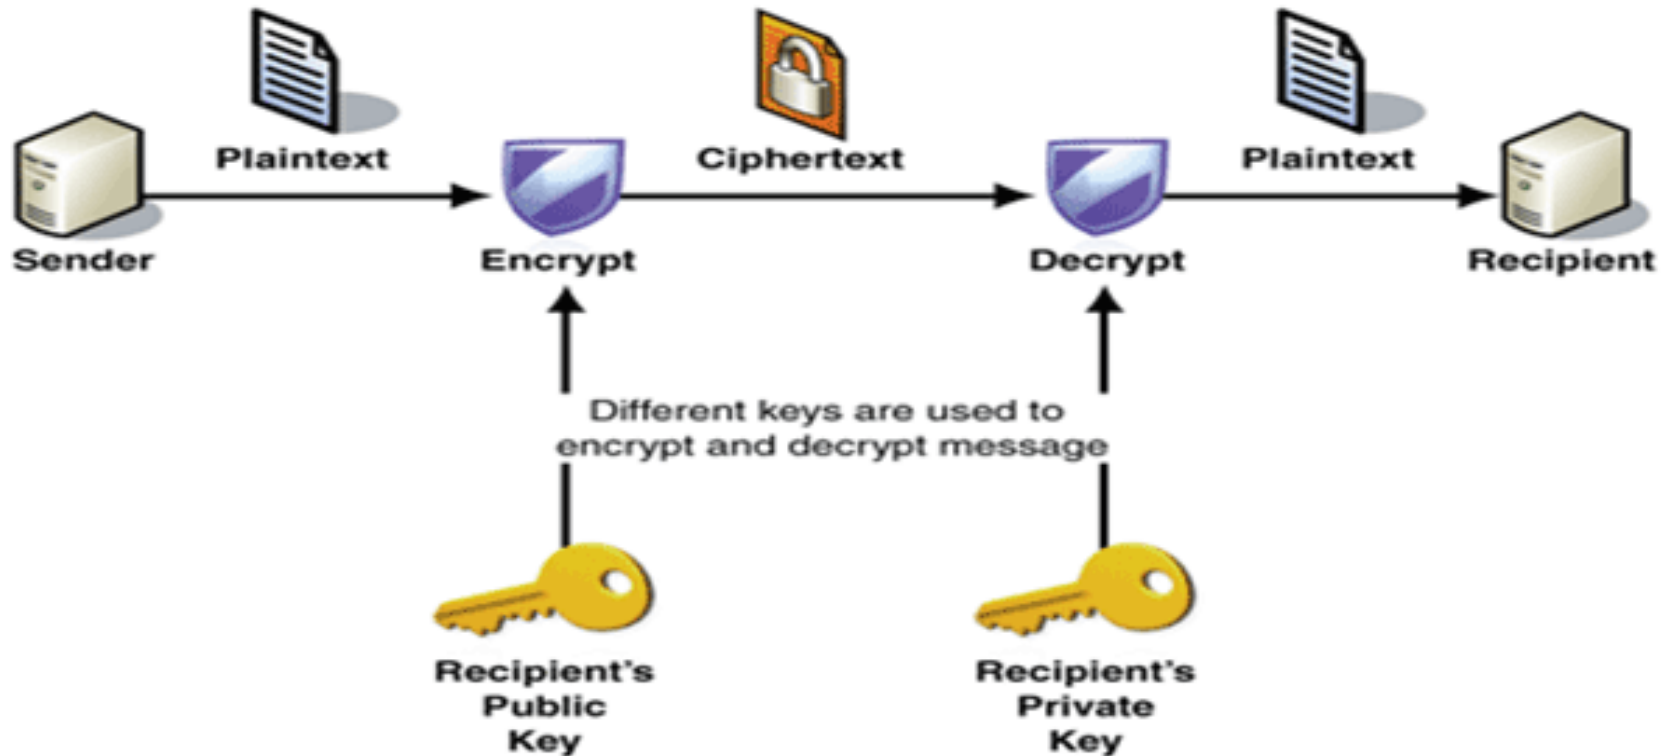 Plaintext
Ciphertext
Plaintext
Sender
Encrypt
Decrypt
Recipient
Different keys are used to
encrypt and decrypt message
Recipient's
Public
Key
Recipient's
Private
Key